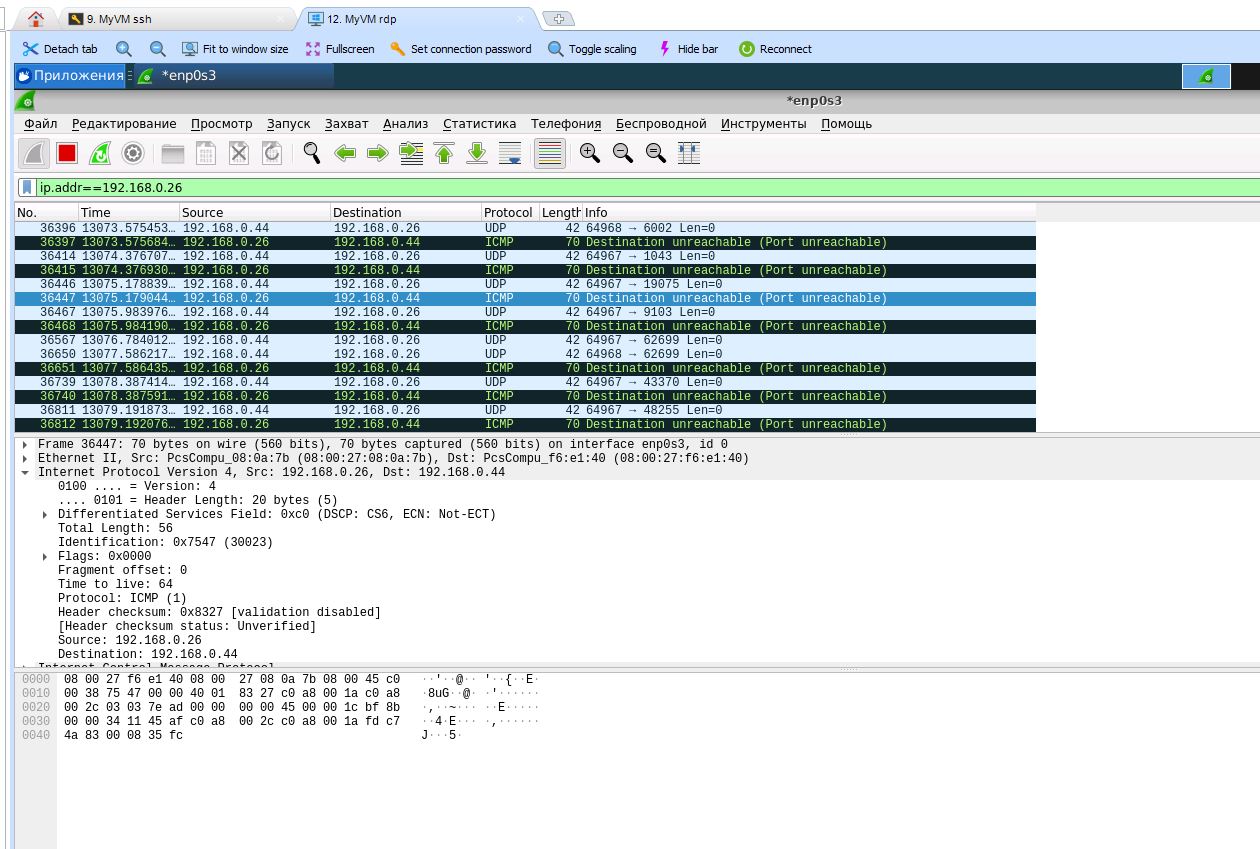 9. MyVM ssh
12. MyVM rdp
Detach tab Fit to window size Fullscreen Set connection password Toggle scaling Hide bar Reconnect
Приложения *enp0s3
*enp0s3
Файл Редактирование Просмотр Запуск Захват Анализ Статистика Телефония Беспроводной Инструменты Помощь
ip.addr==192.168.0.26
No. Time Source Destination Protocol Length Info
36396 13073.575453… 192.168.0.44 192.168.0.26 UDP 42 64968 → 6002 Len=0
36397 13073.575684… 192.168.0.26 192.168.0.44 ICMP 70 Destination unreachable (Port unreachable)
36414 13074.376707… 192.168.0.44 192.168.0.26 UDP 42 64967 → 1043 Len=0
36415 13074.376930… 192.168.0.26 192.168.0.44 ICMP 70 Destination unreachable (Port unreachable)
36446 13075.178839… 192.168.0.44 192.168.0.26 UDP 42 64967 → 19075 Len=0
36447 13075.179044… 192.168.0.26 192.168.0.44 ICMP 70 Destination unreachable (Port unreachable)
36467 13075.983976… 192.168.0.44 192.168.0.26 UDP 42 64967 → 9103 Len=0
36468 13075.984190… 192.168.0.26 192.168.0.44 ICMP 70 Destination unreachable (Port unreachable)
36567 13076.784012… 192.168.0.44 192.168.0.26 UDP 42 64967 → 62699 Len=0
36650 13077.586217… 192.168.0.44 192.168.0.26 UDP 42 64968 → 62699 Len=0
36651 13077.586435… 192.168.0.26 192.168.0.44 ICMP 70 Destination unreachable (Port unreachable)
36739 13078.387414… 192.168.0.44 192.168.0.26 UDP 42 64967 → 43370 Len=0
36740 13078.387591… 192.168.0.26 192.168.0.44 ICMP 70 Destination unreachable (Port unreachable)
36811 13079.191873… 192.168.0.44 192.168.0.26 UDP 42 64967 → 48255 Len=0
36812 13079.192076… 192.168.0.26 192.168.0.44 ICMP 70 Destination unreachable (Port unreachable)
Frame 36447: 70 bytes on wire (560 bits), 70 bytes captured (560 bits) on interface enp0s3, id 0
Ethernet II, Src: PcsCompu_08:0a:7b (08:00:27:08:0a:7b), Dst: PcsCompu_f6:e1:40 (08:00:27:f6:e1:40)
Internet Protocol Version 4, Src: 192.168.0.26, Dst: 192.168.0.44
0100 .... = Version: 4
.... 0101 = Header Length: 20 bytes (5)
Differentiated Services Field: 0xc0 (DSCP: CS6, ECN: Not-ECT)
Total Length: 56
Identification: 0x7547 (30023)
Flags: 0x0000
Fragment offset: 0
Time to live: 64
Protocol: ICMP (1)
Header checksum: 0x8327 [validation disabled]
[Header checksum status: Unverified]
Source: 192.168.0.26
Destination: 192.168.0.44
Internet Control Message Protocol
0000 08 00 27 f6 e1 40 08 00 27 08 0a 7b 08 00 45 c0 ··'··@·· '··{··E·
0010 00 38 75 47 00 00 40 01 83 27 c0 a8 00 1a c0 a8 ·8uG··@· ·'······
0020 00 2c 03 03 7e ad 00 00 00 00 45 00 00 1c bf 8b ·,··~··· ··E·····
0030 00 00 34 11 45 af c0 a8 00 2c c0 a8 00 1a fd c7 ··4·E··· ·,······
0040 4a 83 00 08 35 fc J···5·